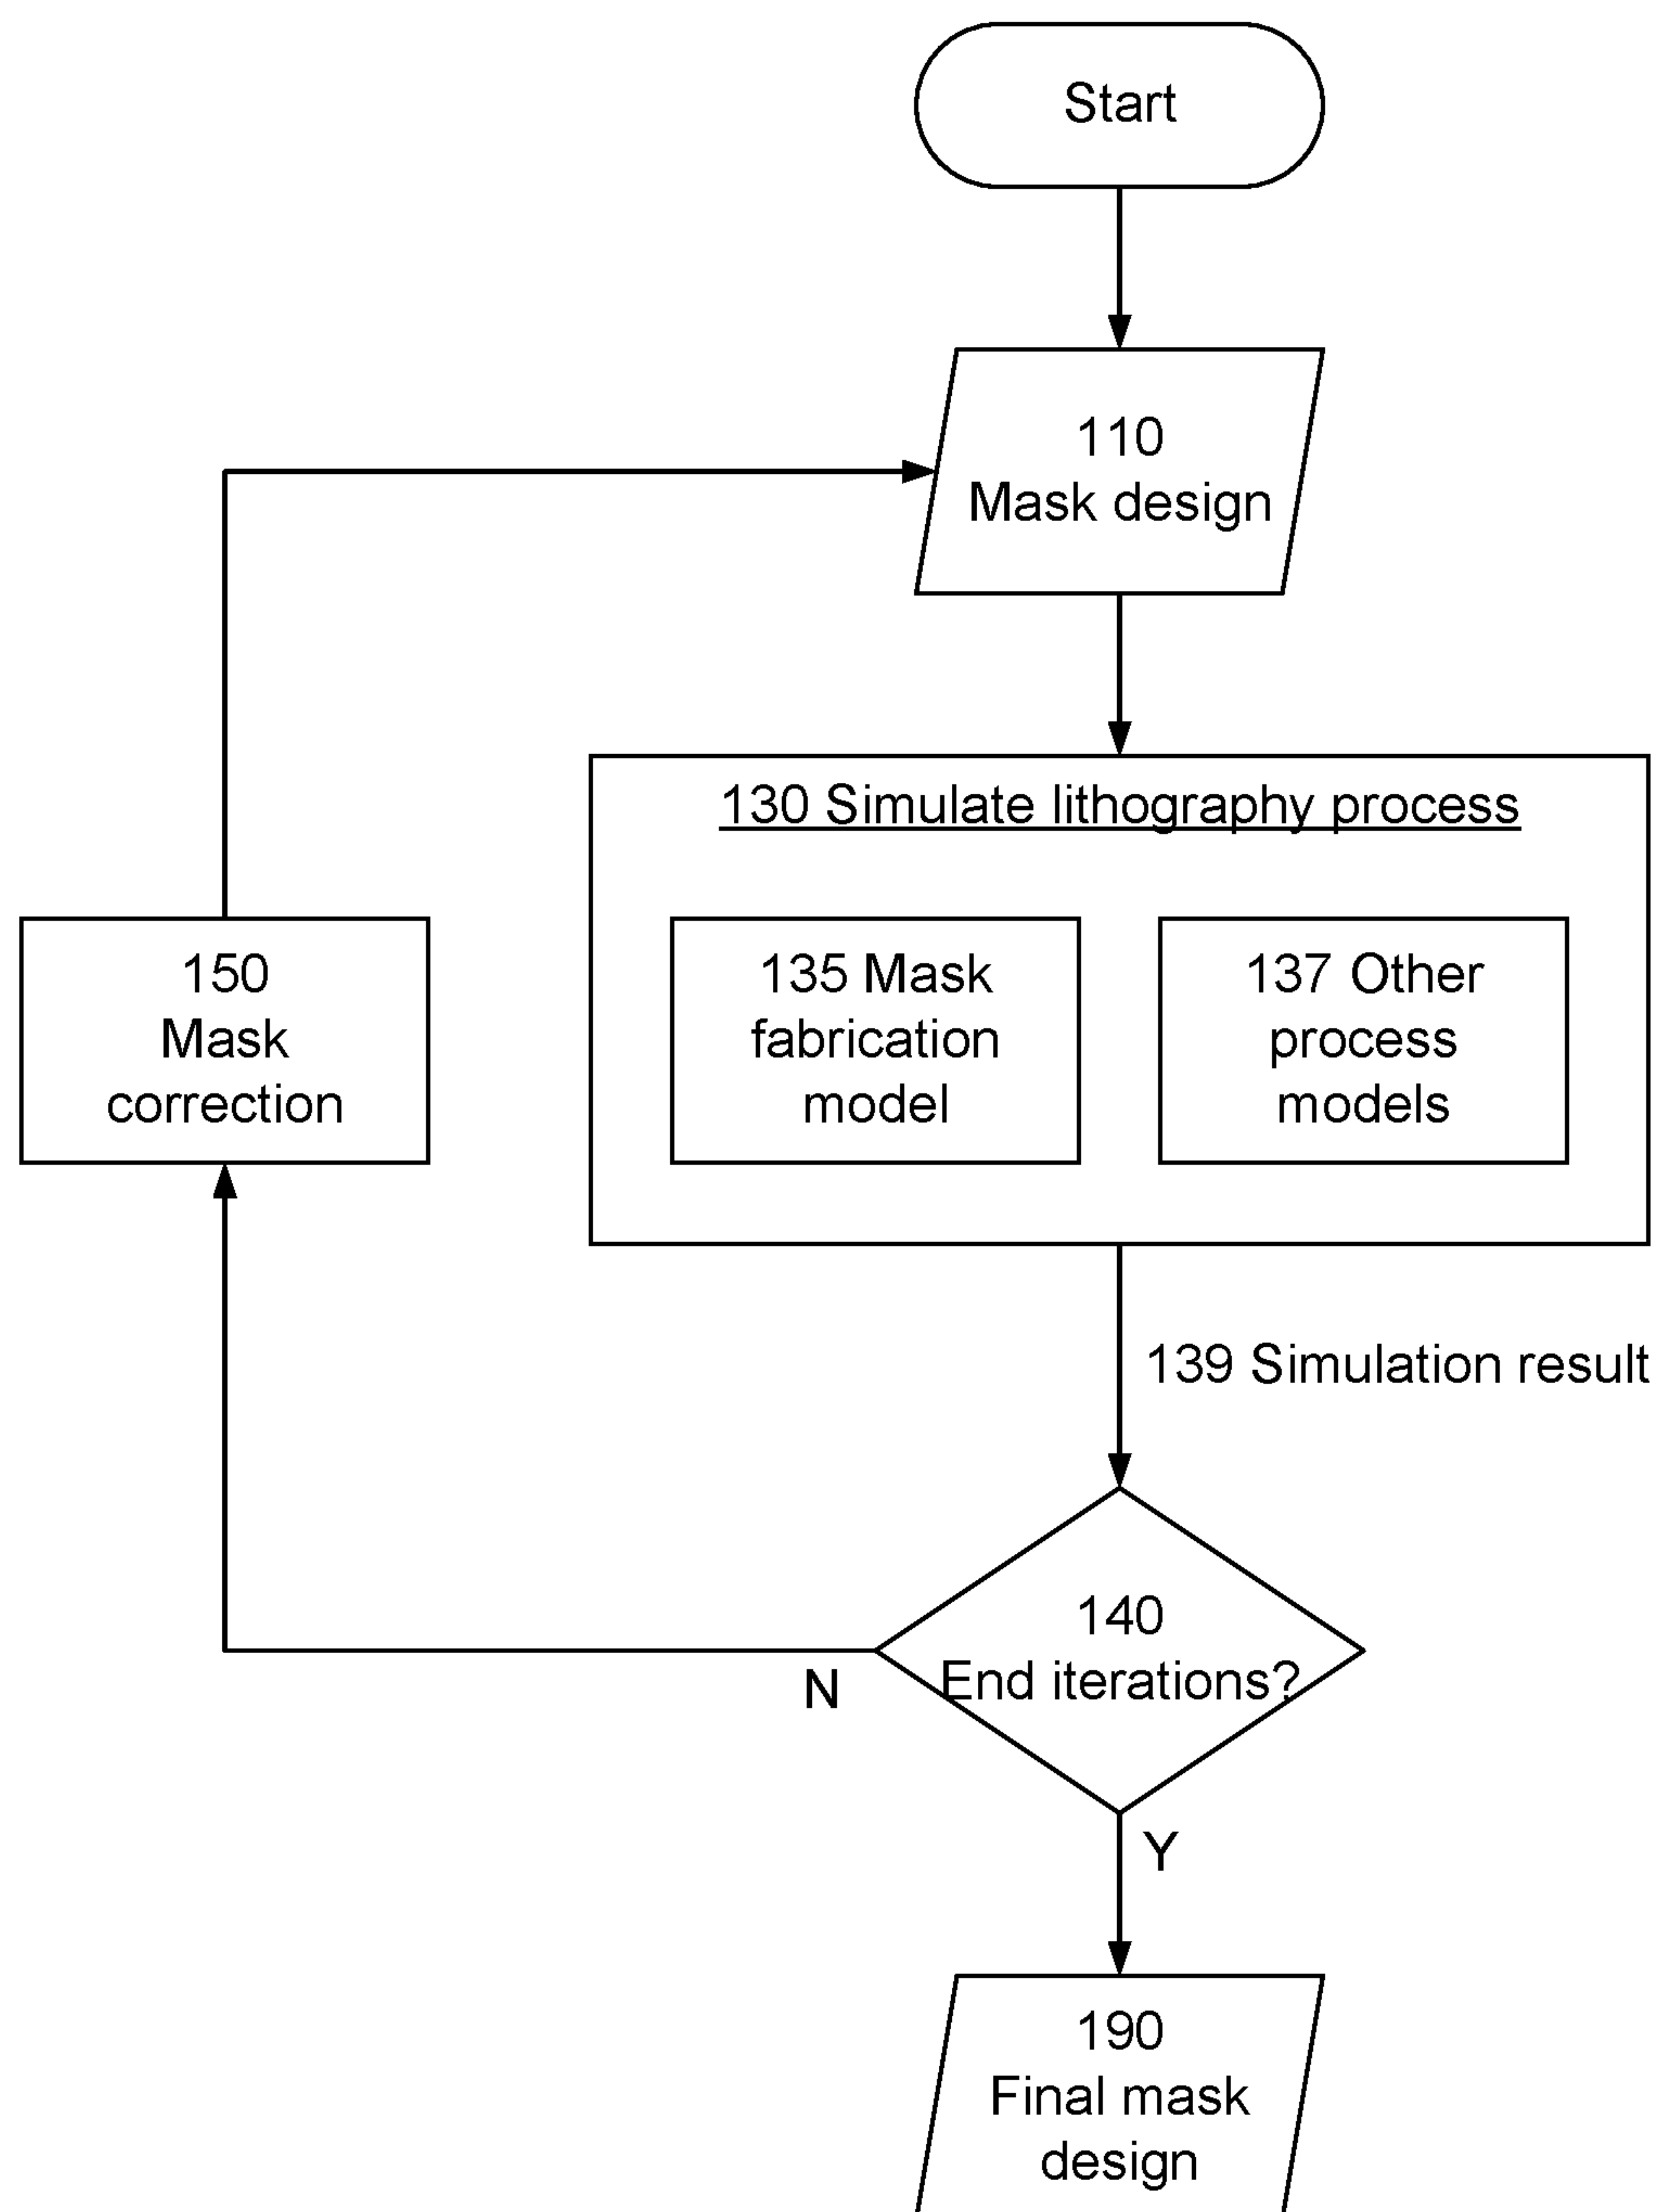 Start
110
Mask design
130 Simulate lithography process
150
Mask
correction
135 Mask
fabrication
model
137 Other
process
models
139 Simulation result
140
End iterations?
N
Y
190
Final mask
design